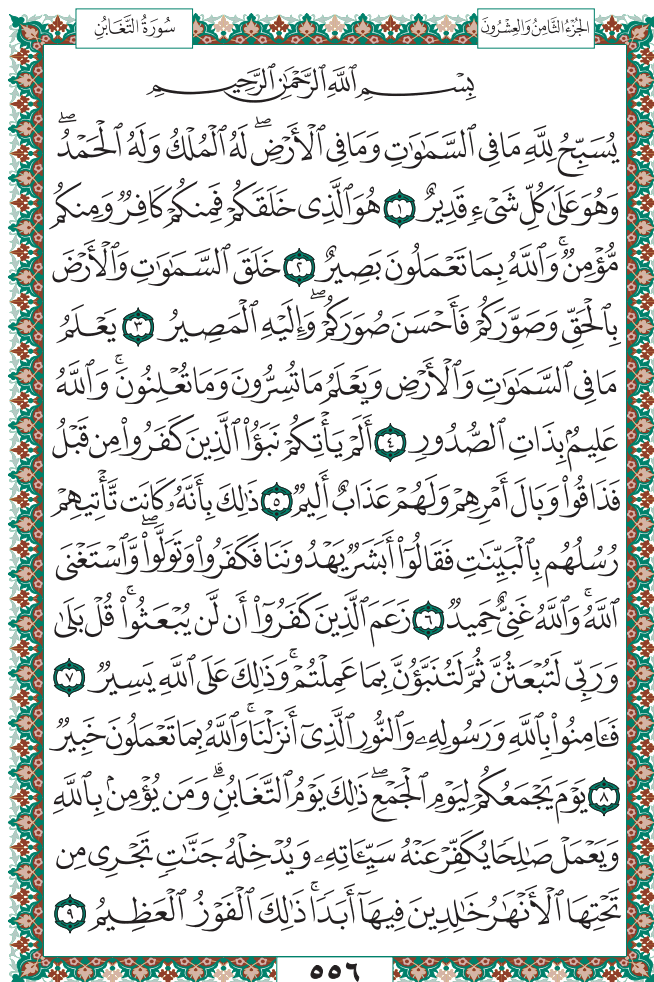 الجُزْءُ الثَّامِنُ وَالعِشْرُونَ
سُورَةُ التَّغَابُنِ
بِسْمِ ٱللَّهِ ٱلرَّحْمَٰنِ ٱلرَّحِيمِ
يُسَبِّحُ لِلَّهِ مَا فِى ٱلسَّمَٰوَٰتِ وَمَا فِى ٱلْأَرْضِۖ لَهُ ٱلْمُلْكُ وَلَهُ ٱلْحَمْدُۖ
وَهُوَ عَلَىٰ كُلِّ شَىْءٍ قَدِيرٌ ١ هُوَ ٱلَّذِى خَلَقَكُمْ فَمِنكُمْ كَافِرٌ وَمِنكُم
مُّؤْمِنٌۚ وَٱللَّهُ بِمَا تَعْمَلُونَ بَصِيرٌ ٢ خَلَقَ ٱلسَّمَٰوَٰتِ وَٱلْأَرْضَ
بِٱلْحَقِّ وَصَوَّرَكُمْ فَأَحْسَنَ صُوَرَكُمْۖ وَإِلَيْهِ ٱلْمَصِيرُ ٣ يَعْلَمُ
مَا فِى ٱلسَّمَٰوَٰتِ وَٱلْأَرْضِ وَيَعْلَمُ مَا تُسِرُّونَ وَمَا تُعْلِنُونَۚ وَٱللَّهُ
عَلِيمٌۢ بِذَاتِ ٱلصُّدُورِ ٤ أَلَمْ يَأْتِكُمْ نَبَؤُا۟ ٱلَّذِينَ كَفَرُوا۟ مِن قَبْلُ
فَذَاقُوا۟ وَبَالَ أَمْرِهِمْ وَلَهُمْ عَذَابٌ أَلِيمٌ ٥ ذَٰلِكَ بِأَنَّهُۥ كَانَت تَّأْتِيهِمْ
رُسُلُهُم بِٱلْبَيِّنَٰتِ فَقَالُوٓا۟ أَبَشَرٌ يَهْدُونَنَا فَكَفَرُوا۟ وَتَوَلَّوا۟ۖ وَّٱسْتَغْنَى
ٱللَّهُۚ وَٱللَّهُ غَنِىٌّ حَمِيدٌ ٦ زَعَمَ ٱلَّذِينَ كَفَرُوٓا۟ أَن لَّن يُبْعَثُوا۟ۚ قُلْ بَلَىٰ
وَرَبِّى لَتُبْعَثُنَّ ثُمَّ لَتُنَبَّؤُنَّ بِمَا عَمِلْتُمْۚ وَذَٰلِكَ عَلَى ٱللَّهِ يَسِيرٌ ٧
فَـَٔامِنُوا۟ بِٱللَّهِ وَرَسُولِهِۦ وَٱلنُّورِ ٱلَّذِىٓ أَنزَلْنَاۚ وَٱللَّهُ بِمَا تَعْمَلُونَ خَبِيرٌ
٨ يَوْمَ يَجْمَعُكُمْ لِيَوْمِ ٱلْجَمْعِۖ ذَٰلِكَ يَوْمُ ٱلتَّغَابُنِۗ وَمَن يُؤْمِنۢ بِٱللَّهِ
وَيَعْمَلْ صَٰلِحًا يُكَفِّرْ عَنْهُ سَيِّـَٔاتِهِۦ وَيُدْخِلْهُ جَنَّٰتٍ تَجْرِى مِن
تَحْتِهَا ٱلْأَنْهَٰرُ خَٰلِدِينَ فِيهَآ أَبَدًاۚ ذَٰلِكَ ٱلْفَوْزُ ٱلْعَظِيمُ ٩
٥٥٦